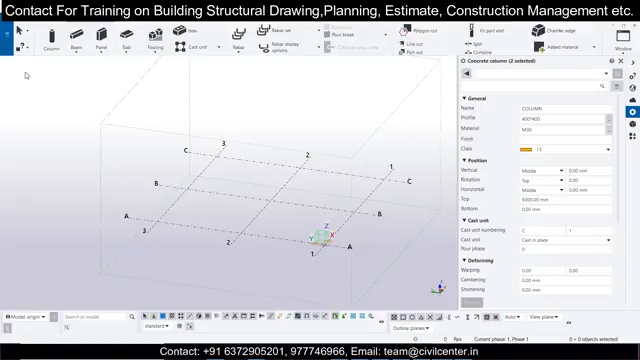 Contact For Training on Building Structural Drawing,Planning, Estimate, Construction Management etc.
Column
Beam
Panel
Slab
Footing
Item
Cast unit
Rebar
Rebar set
Rebar display options
Pour break
Polygon cut
Line cut
Part cut
Fit part end
Split
Combine
Chamfer edge
Added material
Window
Concrete column (2 selected)
General
Name COLUMN
Profile 400*400
Material M30
Finish
Class 13
Position
Vertical Middle 0.00 mm
Rotation Top 0.00
Horizontal Middle 0.00 mm
Top 5000.00 mm
Bottom 0.00 mm
Cast unit
Cast unit numbering C 1
Cast unit Cast in place
Pour phase 0
Deforming
Warping 0.00 0.00
Cambering 0.00 mm
Shortening 0.00 mm
3
2
1
C
C
B
B
A
A
3
2
1
Z
Y
X
Model origin
Search in model
standard
Auto
View plane
Outline planes
0
Pan
Current phase: 1, Phase 1
0
Contact: +91 6372905201, 977746966, Email: team@civilcenter.in